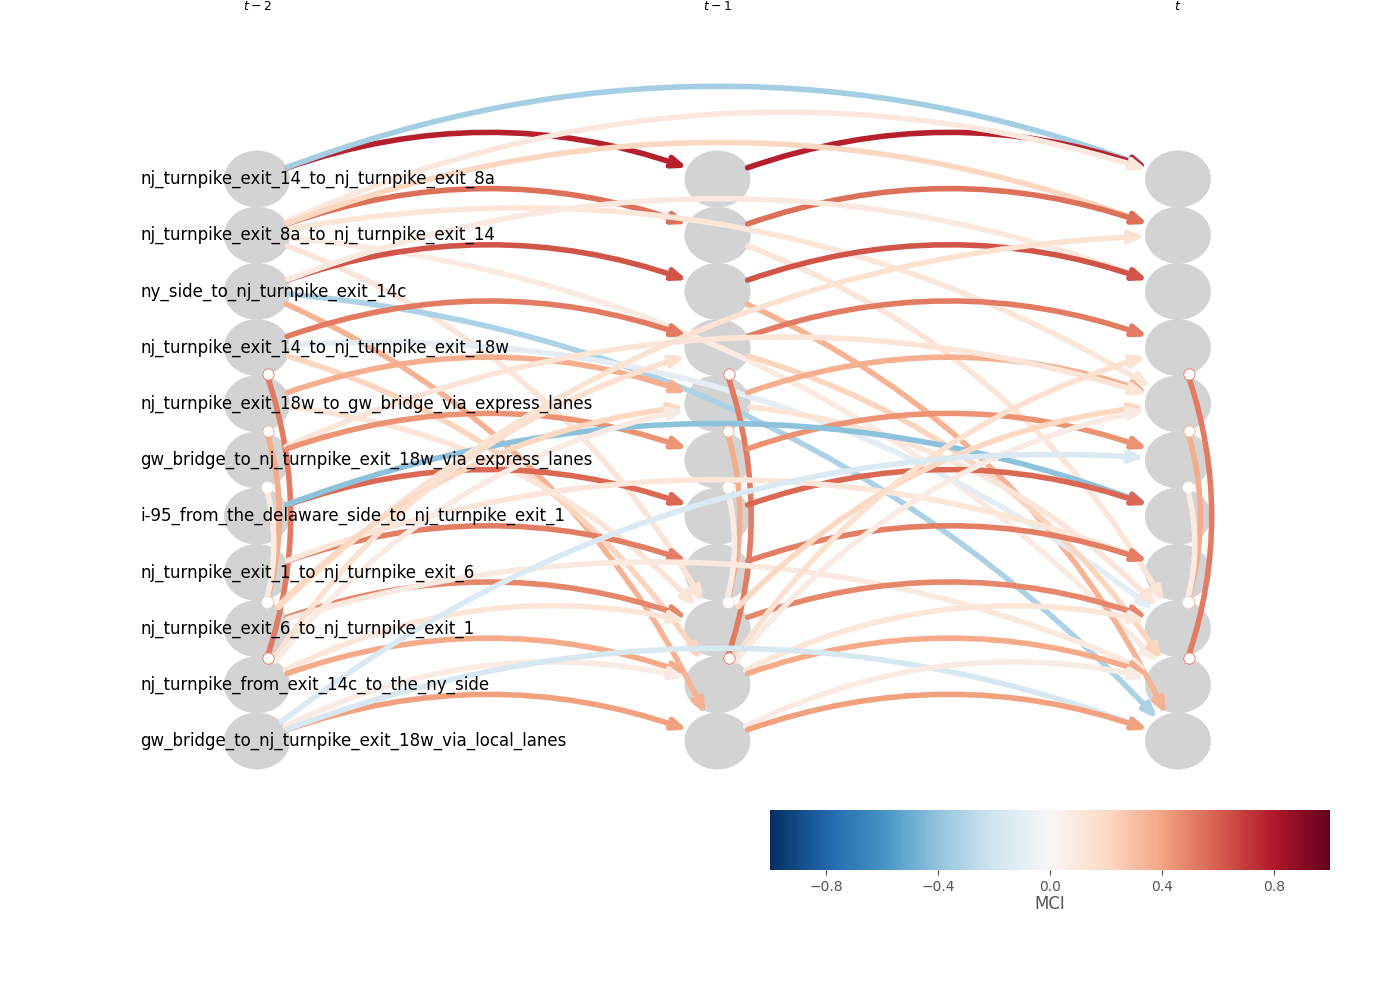 t − 2
t − 1
t
nj_turnpike_exit_14_to_nj_turnpike_exit_8a
nj_turnpike_exit_8a_to_nj_turnpike_exit_14
ny_side_to_nj_turnpike_exit_14c
nj_turnpike_exit_14_to_nj_turnpike_exit_18w
nj_turnpike_exit_18w_to_gw_bridge_via_express_lanes
gw_bridge_to_nj_turnpike_exit_18w_via_express_lanes
i-95_from_the_delaware_side_to_nj_turnpike_exit_1
nj_turnpike_exit_1_to_nj_turnpike_exit_6
nj_turnpike_exit_6_to_nj_turnpike_exit_1
nj_turnpike_from_exit_14c_to_the_ny_side
gw_bridge_to_nj_turnpike_exit_18w_via_local_lanes
−0.8 −0.4 0.0 0.4 0.8
MCI